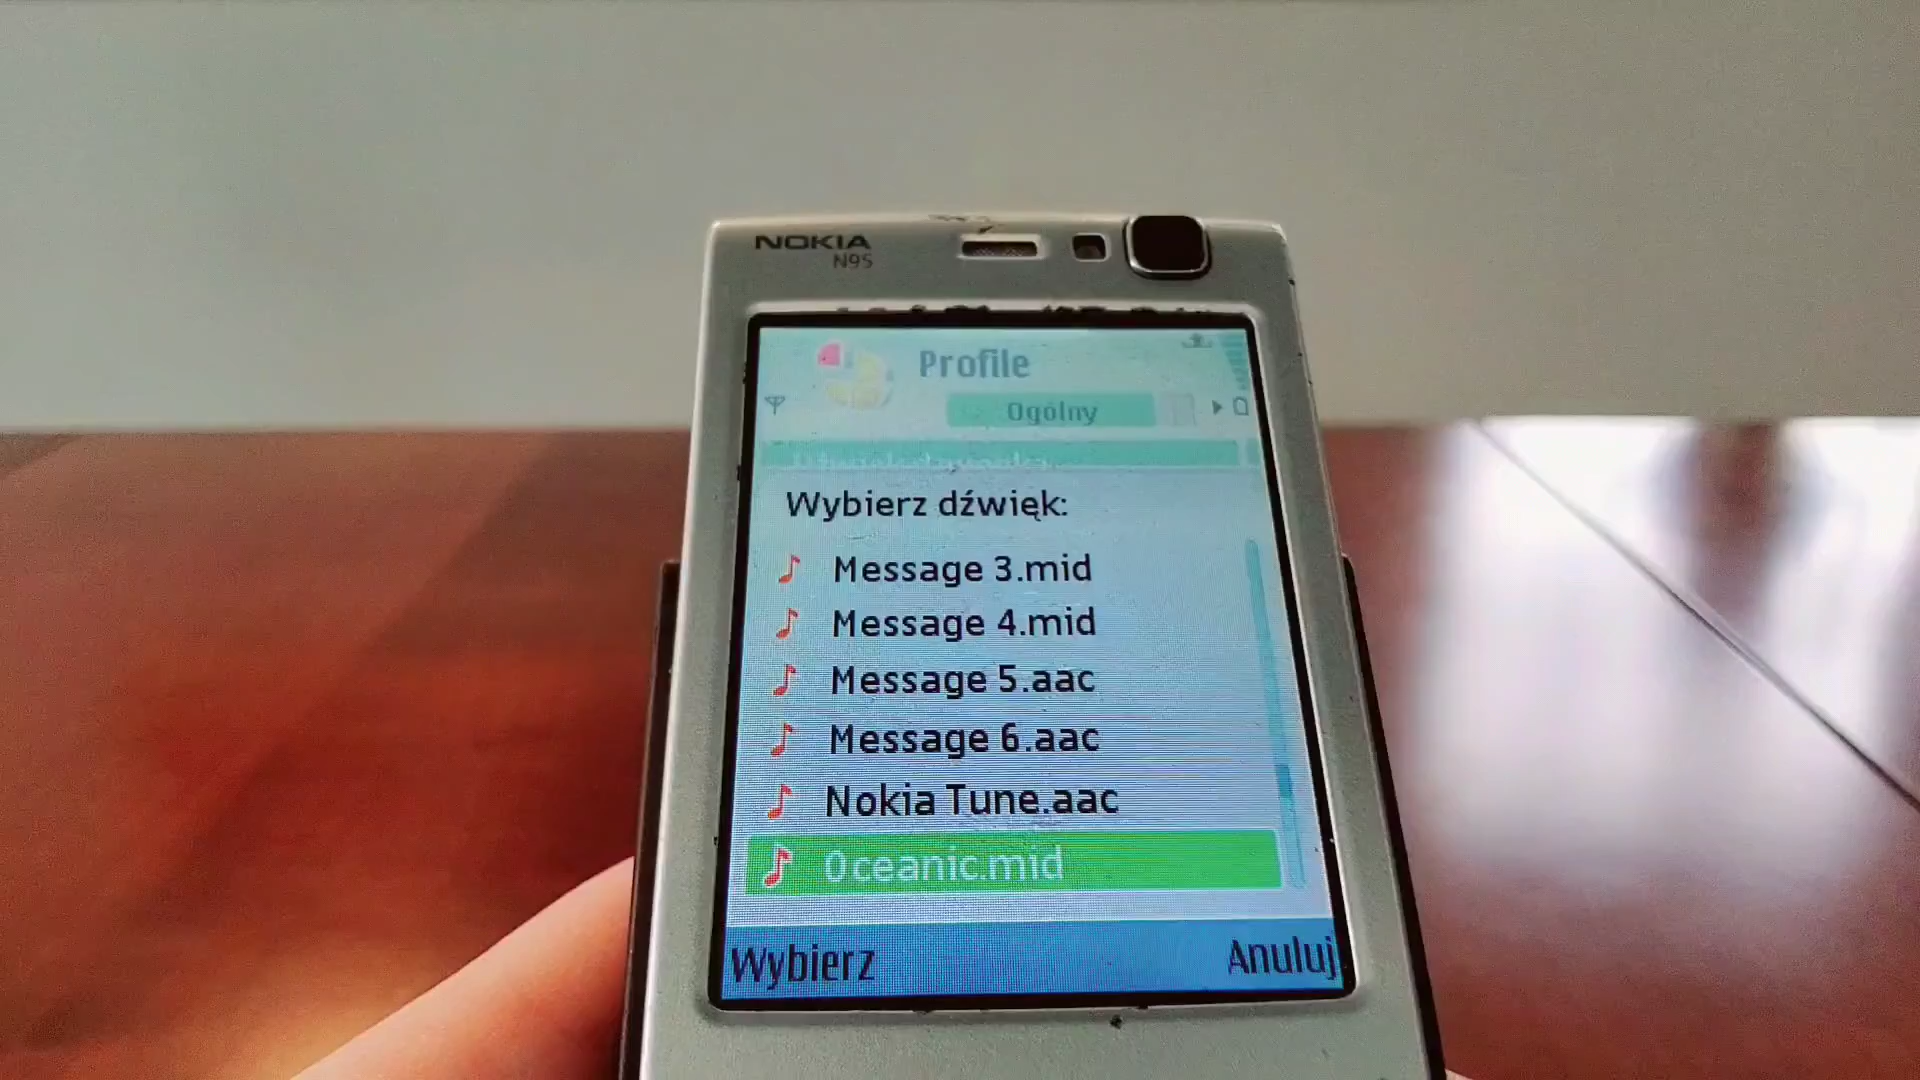 NOKIA
N95
Profile
Ogólny
Wybierz dźwięk:
Message 3.mid
Message 4.mid
Message 5.aac
Message 6.aac
Nokia Tune.aac
Oceanic.mid
Wybierz Anuluj